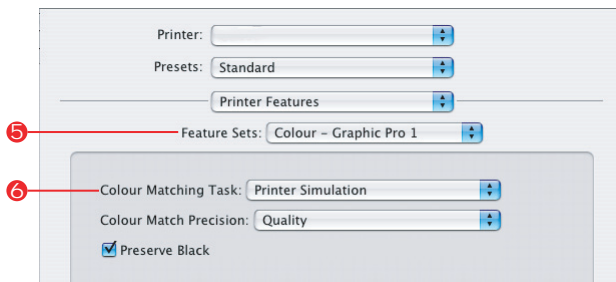 Printer:
Presets: Standard
Printer Features
5 Feature Sets: Colour – Graphic Pro 1
6 Colour Matching Task: Printer Simulation
Colour Match Precision: Quality
Preserve Black